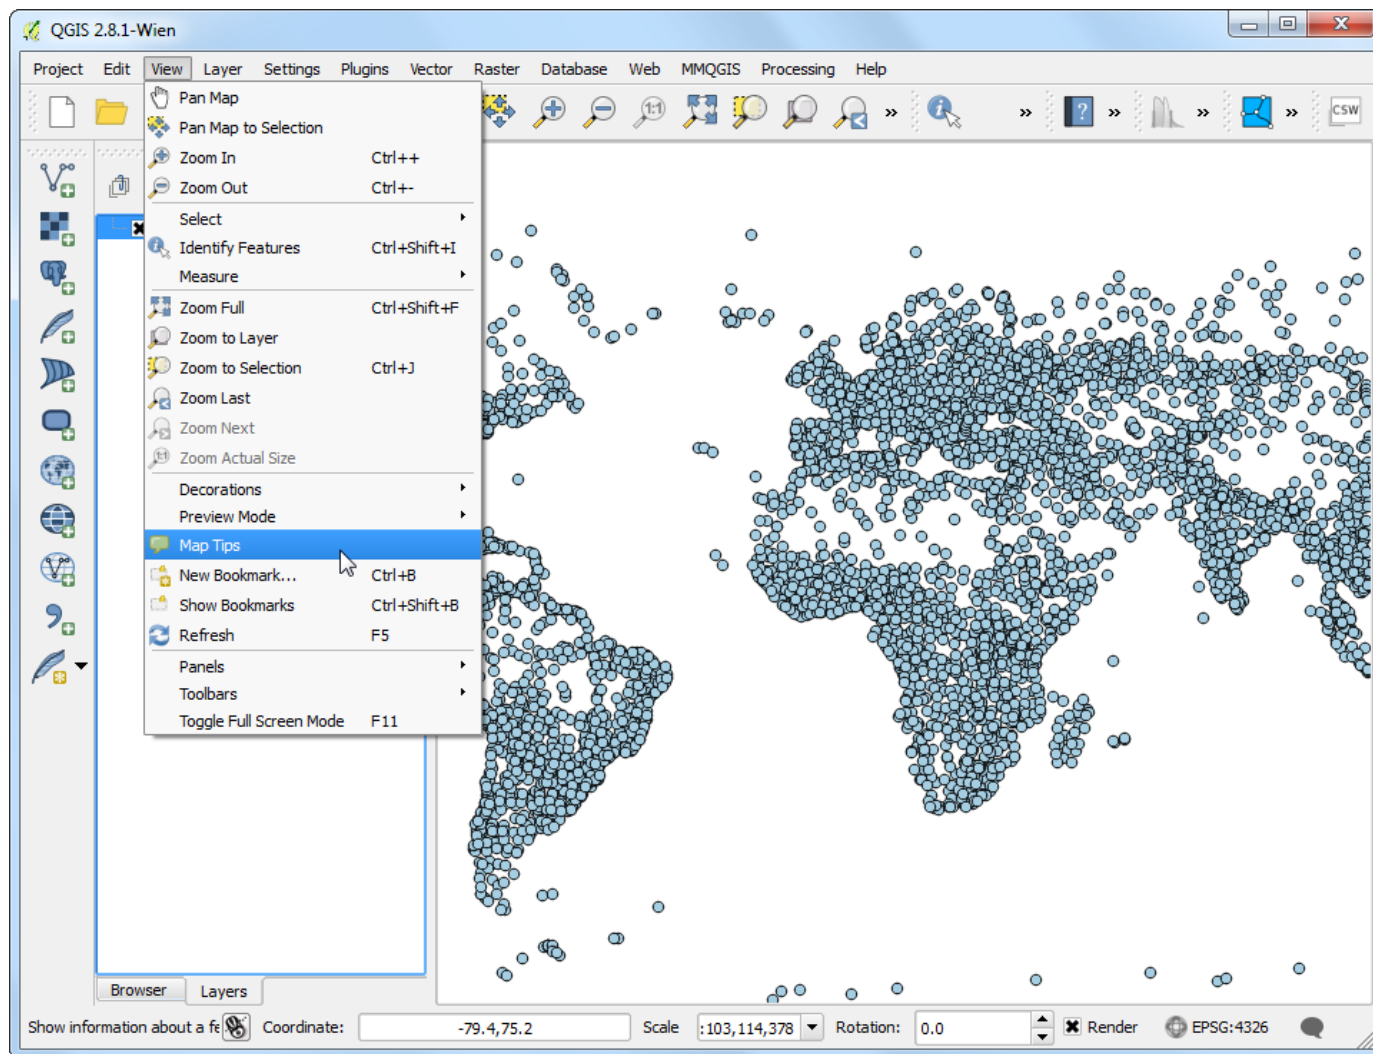 QGIS 2.8.1-Wien
Project Edit View Layer Settings Plugins Vector Raster Database Web MMQGIS Processing Help
Pan Map
Pan Map to Selection
Zoom In Ctrl++
Zoom Out Ctrl+-
Select
Identify Features Ctrl+Shift+I
Measure
Zoom Full Ctrl+Shift+F
Zoom to Layer
Zoom to Selection Ctrl+J
Zoom Last
Zoom Next
Zoom Actual Size
Decorations
Preview Mode
Map Tips
New Bookmark... Ctrl+B
Show Bookmarks Ctrl+Shift+B
Refresh F5
Panels
Toolbars
Toggle Full Screen Mode F11
1:1
?
CSW
Browser Layers
Show information about a fe Coordinate: -79.4,75.2 Scale :103,114,378 Rotation: 0.0 Render EPSG:4326